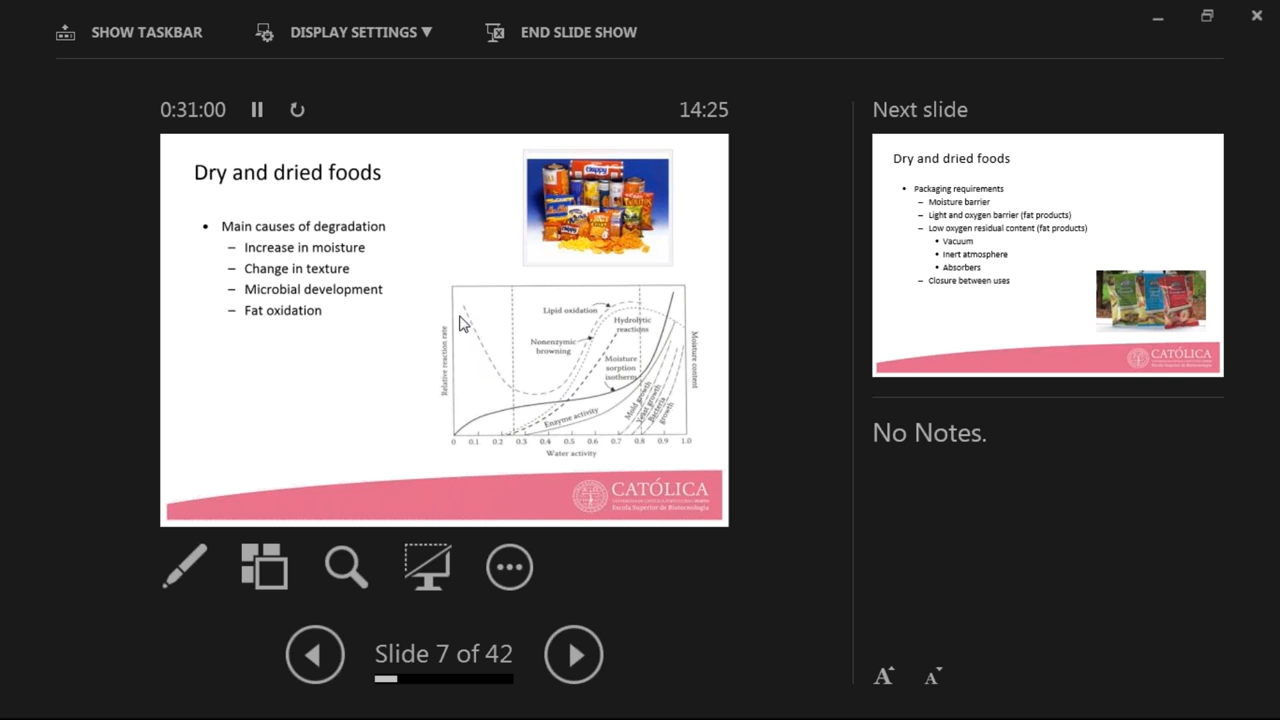 SHOW TASKBAR
DISPLAY SETTINGS ▼
END SLIDE SHOW
0:31:00
14:25
Dry and dried foods
• Main causes of degradation
– Increase in moisture
– Change in texture
– Microbial development
– Fat oxidation
Relative reaction rate
Lipid oxidation
Hydrolytic
reactions
Nonenzymic
browning
Moisture
sorption
isotherm
Enzyme activity
Mold growth
Yeast growth
Bacteria
growth
Moisture content
0 0.1 0.2 0.3 0.4 0.5 0.6 0.7 0.8 0.9 1.0
Water activity
CATÓLICA
Escola Superior de Biotecnologia
Slide 7 of 42
Next slide
Dry and dried foods
• Packaging requirements
– Moisture barrier
– Light and oxygen barrier (fat products)
– Low oxygen residual content (fat products)
• Vacuum
• Inert atmosphere
• Absorbers
– Closure between uses
CATÓLICA
No Notes.
A A